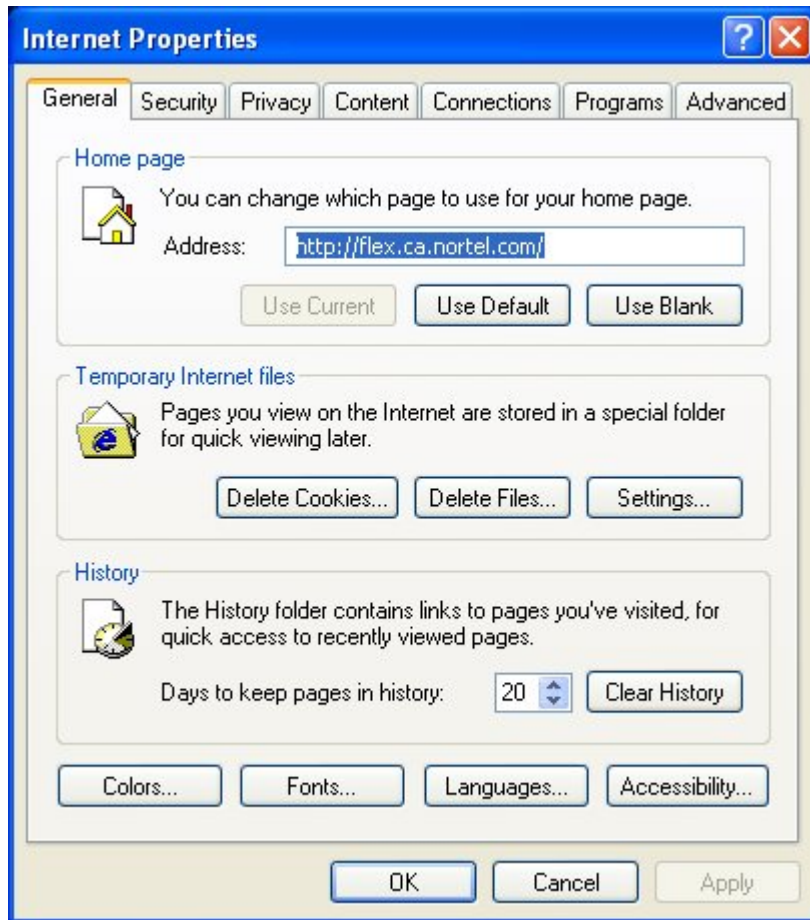 Internet Properties
General Security Privacy Content Connections Programs Advanced
Home page
You can change which page to use for your home page.
Address: http://flex.ca.nortel.com/
Use Current Use Default Use Blank
Temporary Internet files
Pages you view on the Internet are stored in a special folder
for quick viewing later.
Delete Cookies... Delete Files... Settings...
History
The History folder contains links to pages you've visited, for
quick access to recently viewed pages.
Days to keep pages in history: 20 Clear History
Colors... Fonts... Languages... Accessibility...
OK Cancel Apply